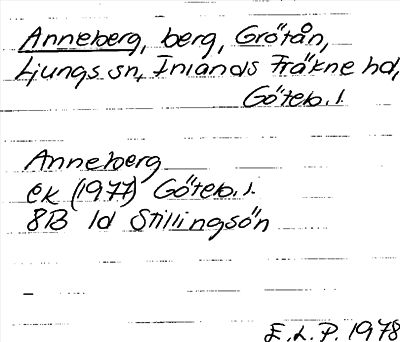 Anneberg, berg, Grötån,
Ljungs sn, Inlands Fräkne hd,
Göteb. l.
Anneberg
ek (1977) Göteb. l.
8B 1d Stillingsön
E.L.P. 1978